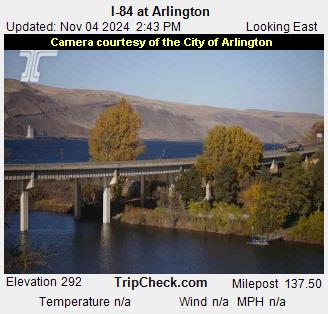 I-84 at Arlington
Updated: Nov 04 2024 2:43 PM Looking East
Camera courtesy of the City of Arlington
Elevation 292 TripCheck.com Milepost 137.50
Temperature n/a Wind n/a MPH n/a